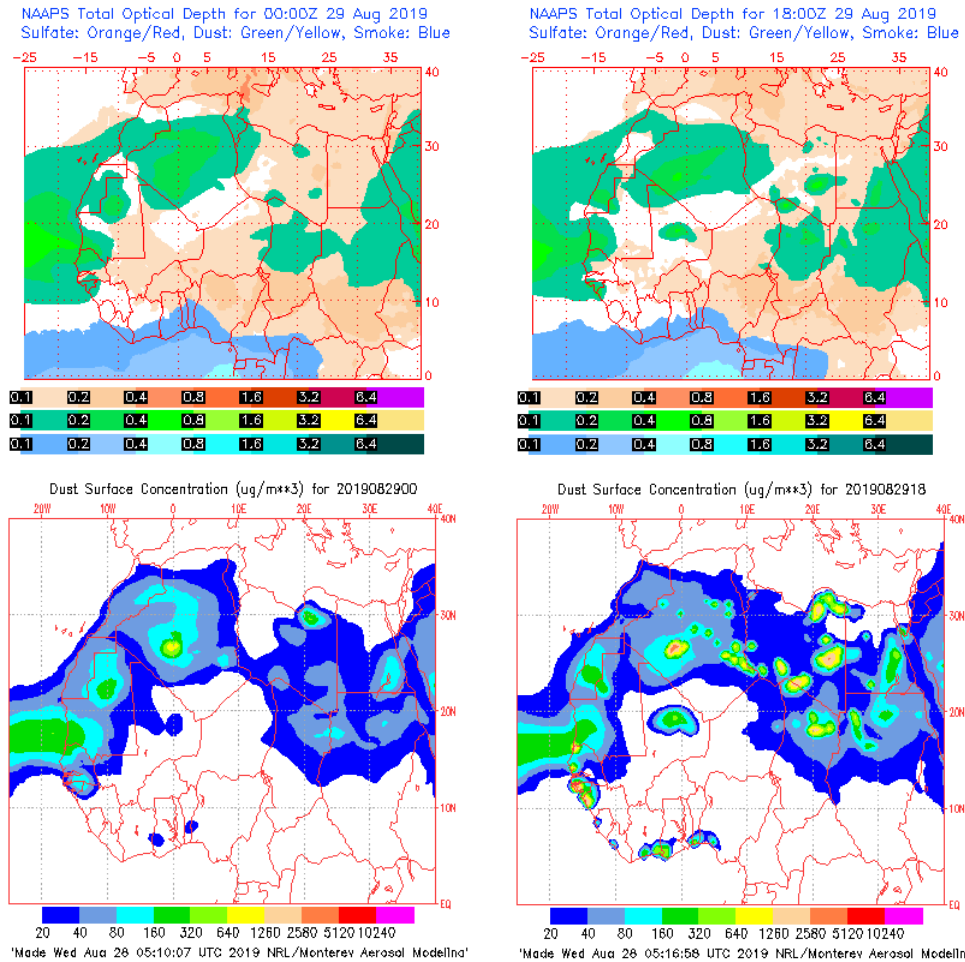 NAAPS Total Optical Depth for 00:00Z 29 Aug 2019
Sulfate: Orange/Red, Dust: Green/Yellow, Smoke: Blue
-25 -15 -5 0 5 15 25 35
40
30
20
10
0
0.1 0.2 0.4 0.8 1.6 3.2 6.4
0.1 0.2 0.4 0.8 1.6 3.2 6.4
0.1 0.2 0.4 0.8 1.6 3.2 6.4
NAAPS Total Optical Depth for 18:00Z 29 Aug 2019
Sulfate: Orange/Red, Dust: Green/Yellow, Smoke: Blue
-25 -15 -5 0 5 15 25 35
40
30
20
10
0
0.1 0.2 0.4 0.8 1.6 3.2 6.4
0.1 0.2 0.4 0.8 1.6 3.2 6.4
0.1 0.2 0.4 0.8 1.6 3.2 6.4
Dust Surface Concentration (ug/m**3) for 2019082900
20W 10W 0 10E 20E 30E 40E
40N
30N
20N
10N
EQ
20 40 80 160 320 640 1260 2580 5120 10240
'Made Wed Aug 28 05:10:07 UTC 2019 NRL/Monterey Aerosol Modeling'
Dust Surface Concentration (ug/m**3) for 2019082918
20W 10W 0 10E 20E 30E 40E
40N
30N
20N
10N
EQ
20 40 80 160 320 640 1260 2580 5120 10240
'Made Wed Aug 28 05:16:58 UTC 2019 NRL/Monterey Aerosol Modelin